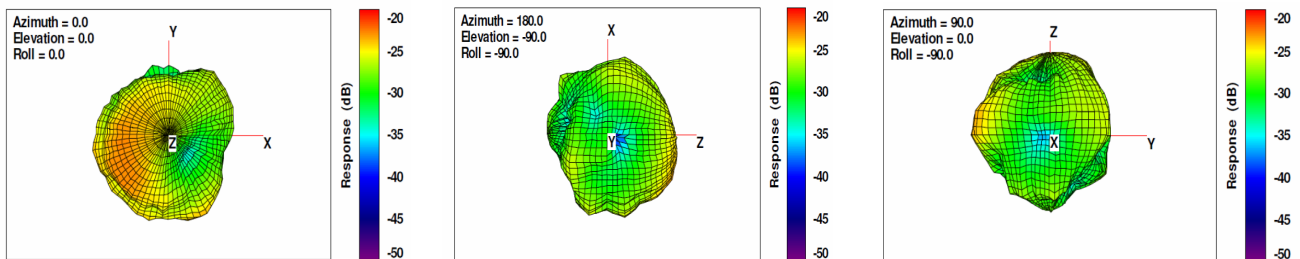 Azimuth = 0.0
Elevation = 0.0
Roll = 0.0
Y
X
Z
-20
-25
-30
-35
-40
-45
-50
Response (dB)
Azimuth = 180.0
Elevation = -90.0
Roll = -90.0
X
Z
Y
-20
-25
-30
-35
-40
-45
-50
Response (dB)
Azimuth = 90.0
Elevation = 0.0
Roll = -90.0
Z
Y
X
-20
-25
-30
-35
-40
-45
-50
Response (dB)